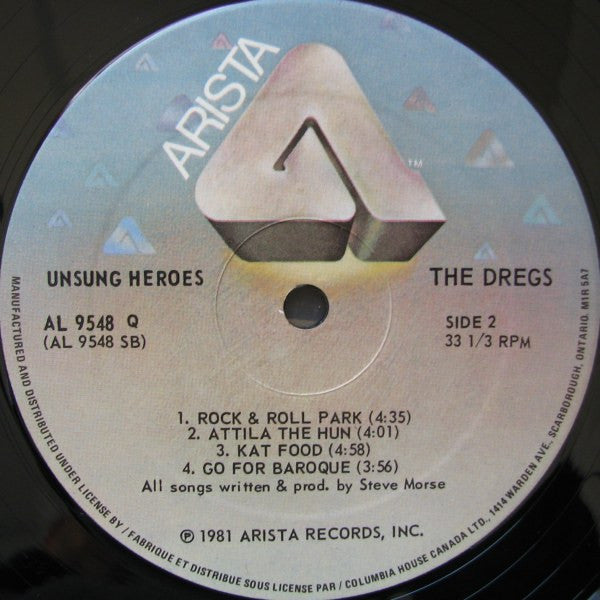 ARISTA
TM
UNSUNG HEROES
THE DREGS
AL 9548 Q
(AL 9548 SB)
SIDE 2
33 1/3 RPM
1. ROCK & ROLL PARK (4:35)
2. ATTILA THE HUN (4:01)
3. KAT FOOD (4:58)
4. GO FOR BAROQUE (3:56)
All songs written & prod. by Steve Morse
Ⓟ 1981 ARISTA RECORDS, INC.
MANUFACTURED AND DISTRIBUTED UNDER LICENSE BY / FABRIQUE ET DISTRIBUE SOUS LICENSE PAR / COLUMBIA HOUSE CANADA LTD., 1414 WARDEN AVE. SCARBOROUGH, ONTARIO. M1R 5A7